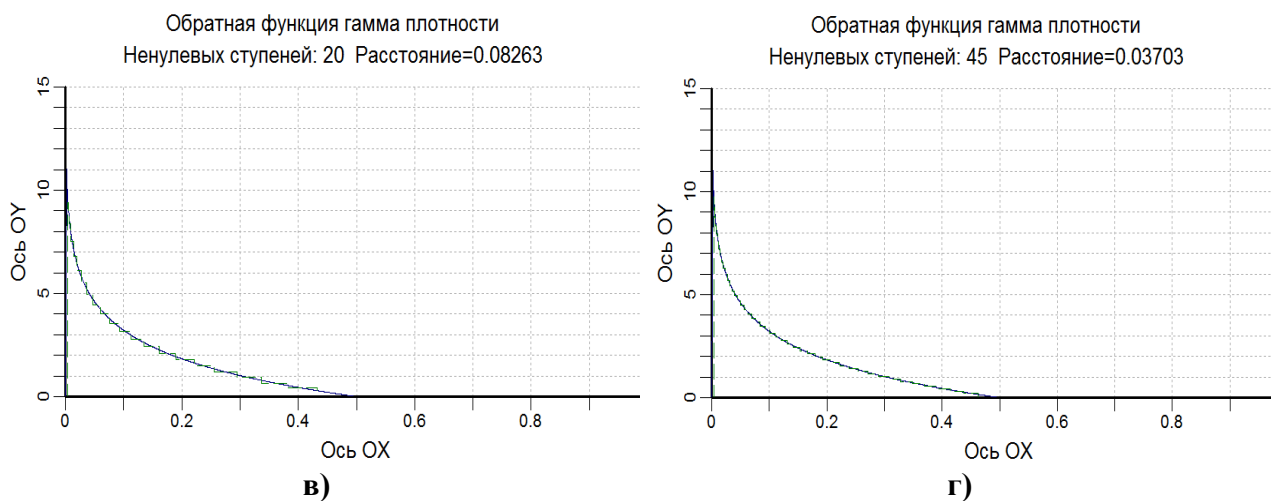 Обратная функция гамма плотности
Ненулевых ступеней: 20 Расстояние=0.08263
15
10
5
0
Ось OY
0 0.2 0.4 0.6 0.8
Ось OX
в)
Обратная функция гамма плотности
Ненулевых ступеней: 45 Расстояние=0.03703
15
10
5
0
Ось OY
0 0.2 0.4 0.6 0.8
Ось OX
г)